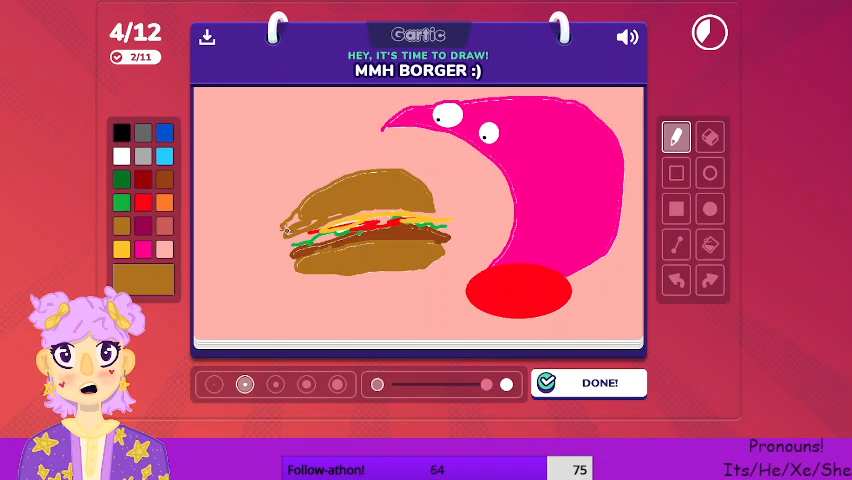 4/12
2/11
Gartic
HEY, IT'S TIME TO DRAW!
MMH BORGER :)
DONE!
Pronouns!
Its/He/Xe/She
Follow-athon! 64 75